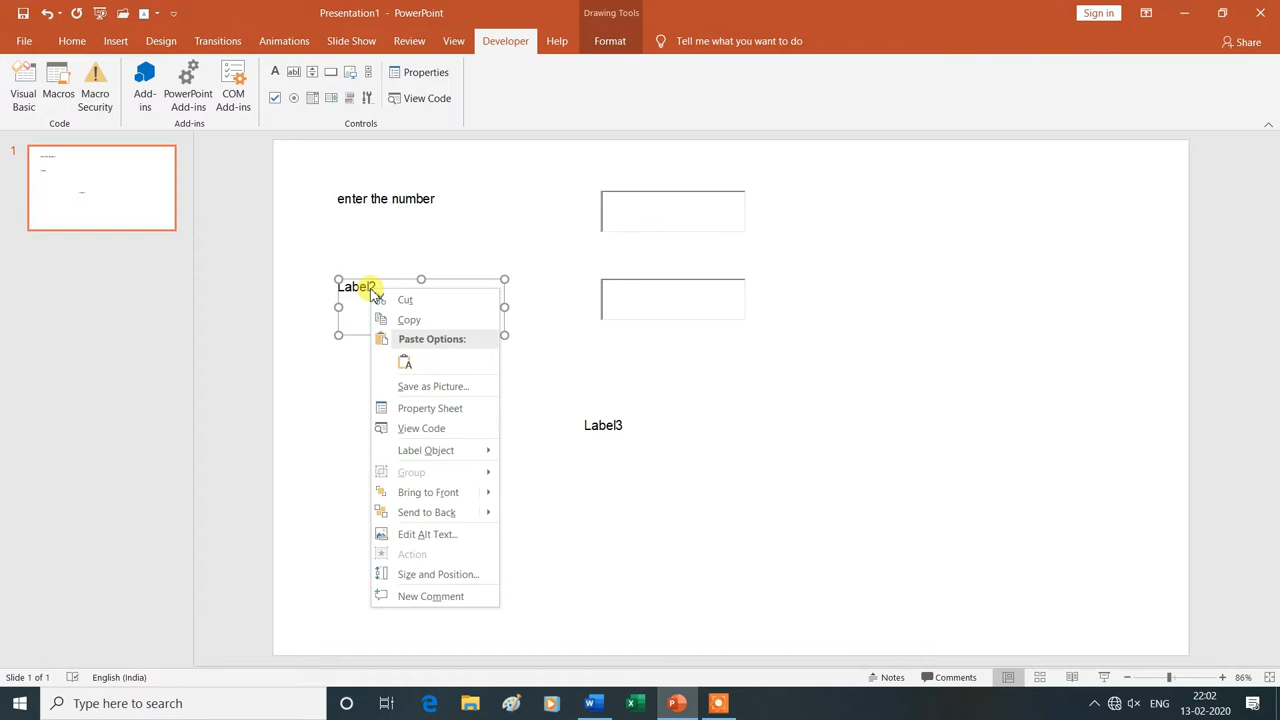 Presentation1 - PowerPoint
Drawing Tools
Sign in
File
Home
Insert
Design
Transitions
Animations
Slide Show
Review
View
Developer
Help
Format
Tell me what you want to do
Share
Visual Basic
Macros
Macro Security
Add-ins
PowerPoint Add-ins
COM Add-ins
Properties
View Code
Code
Add-ins
Controls
1
enter the number
Label2
Cut
Copy
Paste Options:
Save as Picture...
Property Sheet
View Code
Label Object
Group
Bring to Front
Send to Back
Edit Alt Text...
Action
Size and Position...
New Comment
Label3
Slide 1 of 1
English (India)
Notes
Comments
86%
Type here to search
ENG
22:02
13-02-2020